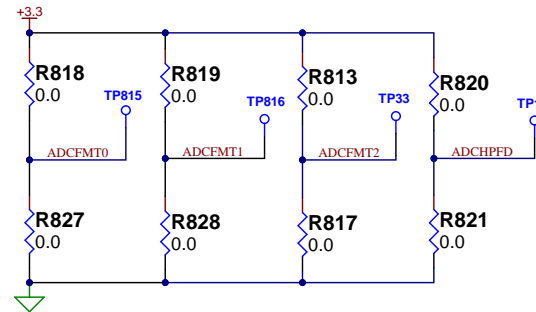 +3.3
R818
0.0
R819
0.0
R813
0.0
R820
0.0
TP815
TP816
TP33
TP1
ADCFMT0
ADCFMT1
ADCFMT2
ADCHPFD
R827
0.0
R828
0.0
R817
0.0
R821
0.0